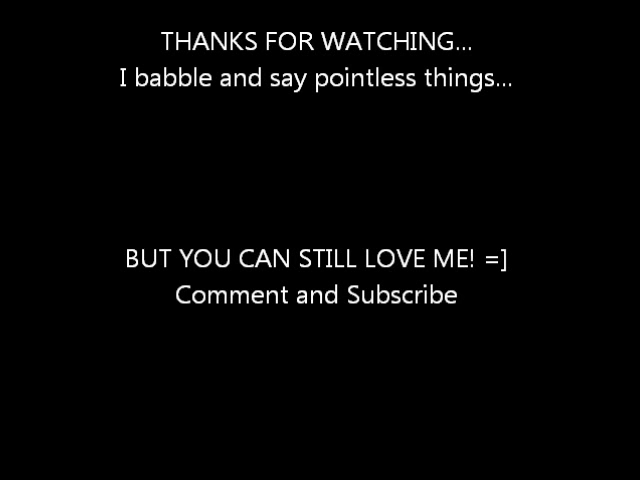 THANKS FOR WATCHING...
I babble and say pointless things...
BUT YOU CAN STILL LOVE ME! =]
Comment and Subscribe